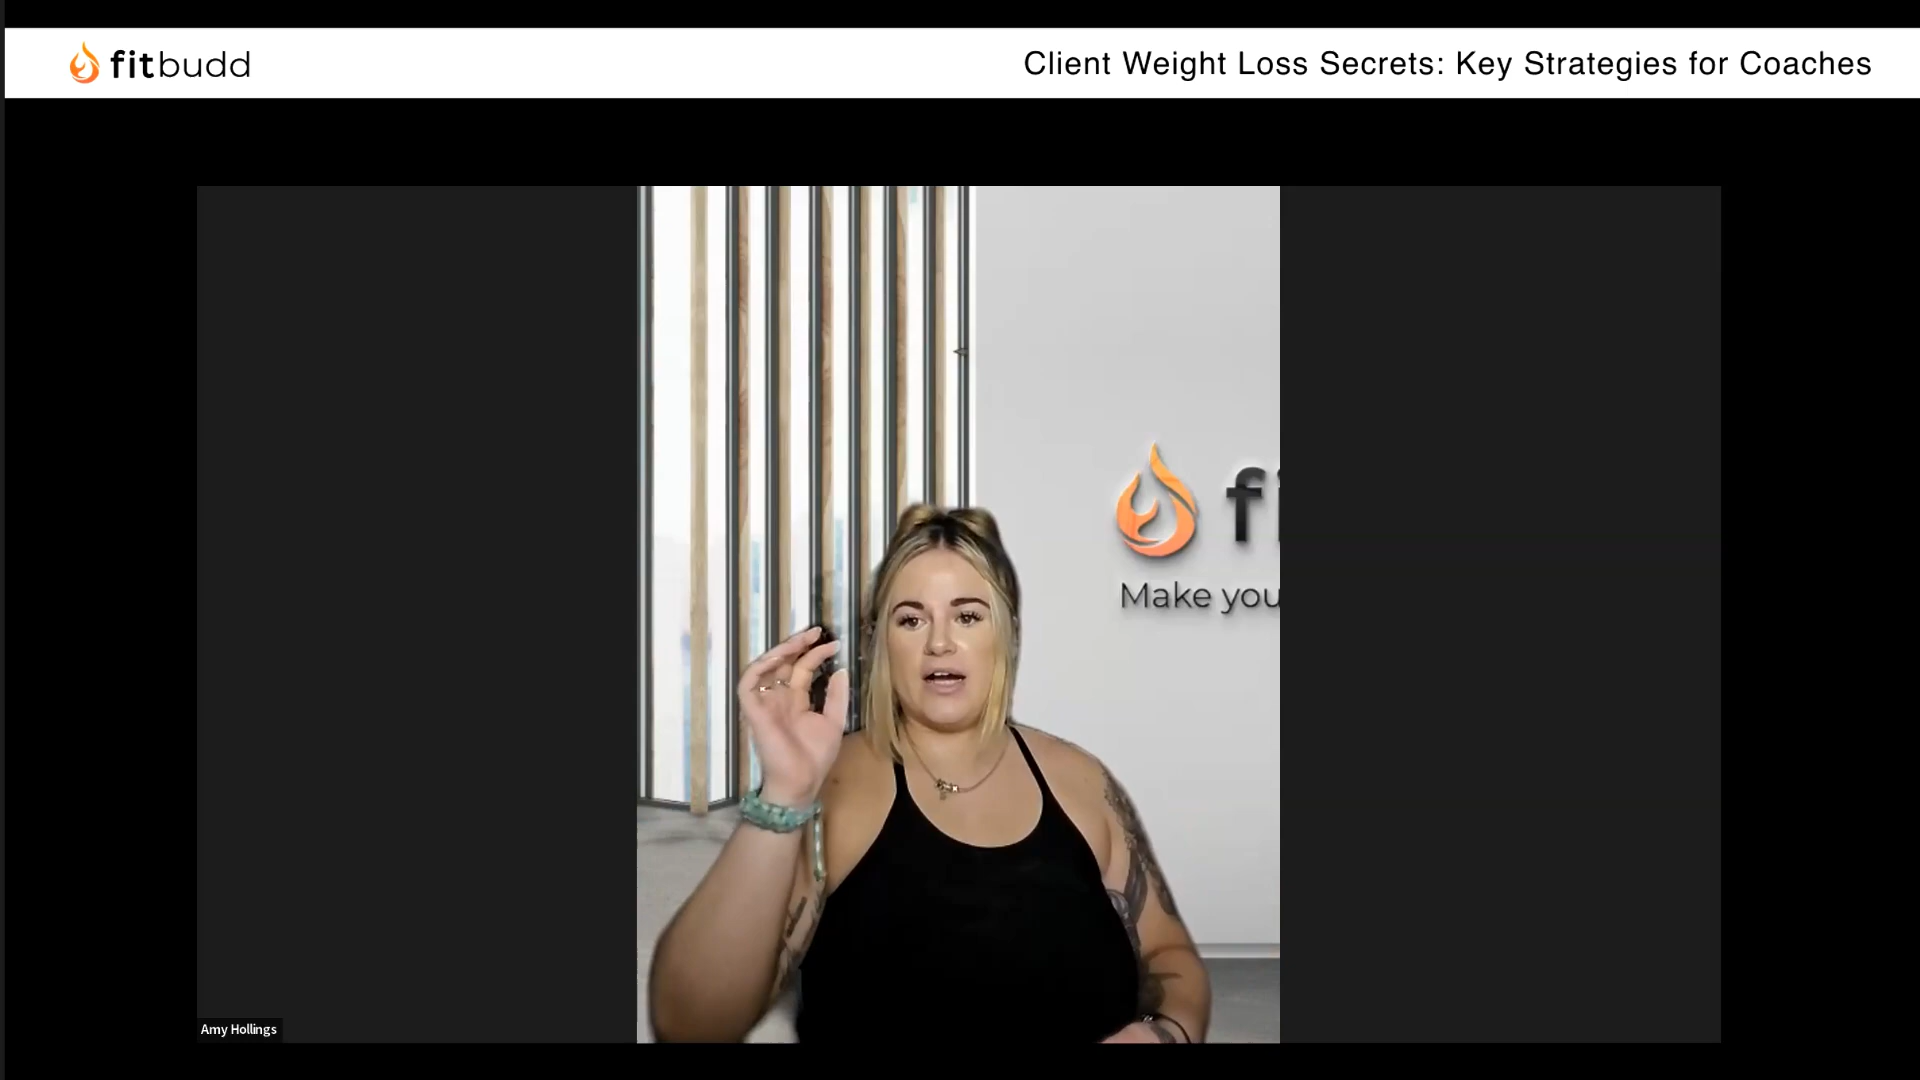 fitbudd
Client Weight Loss Secrets: Key Strategies for Coaches
fi
Make you
Amy Hollings